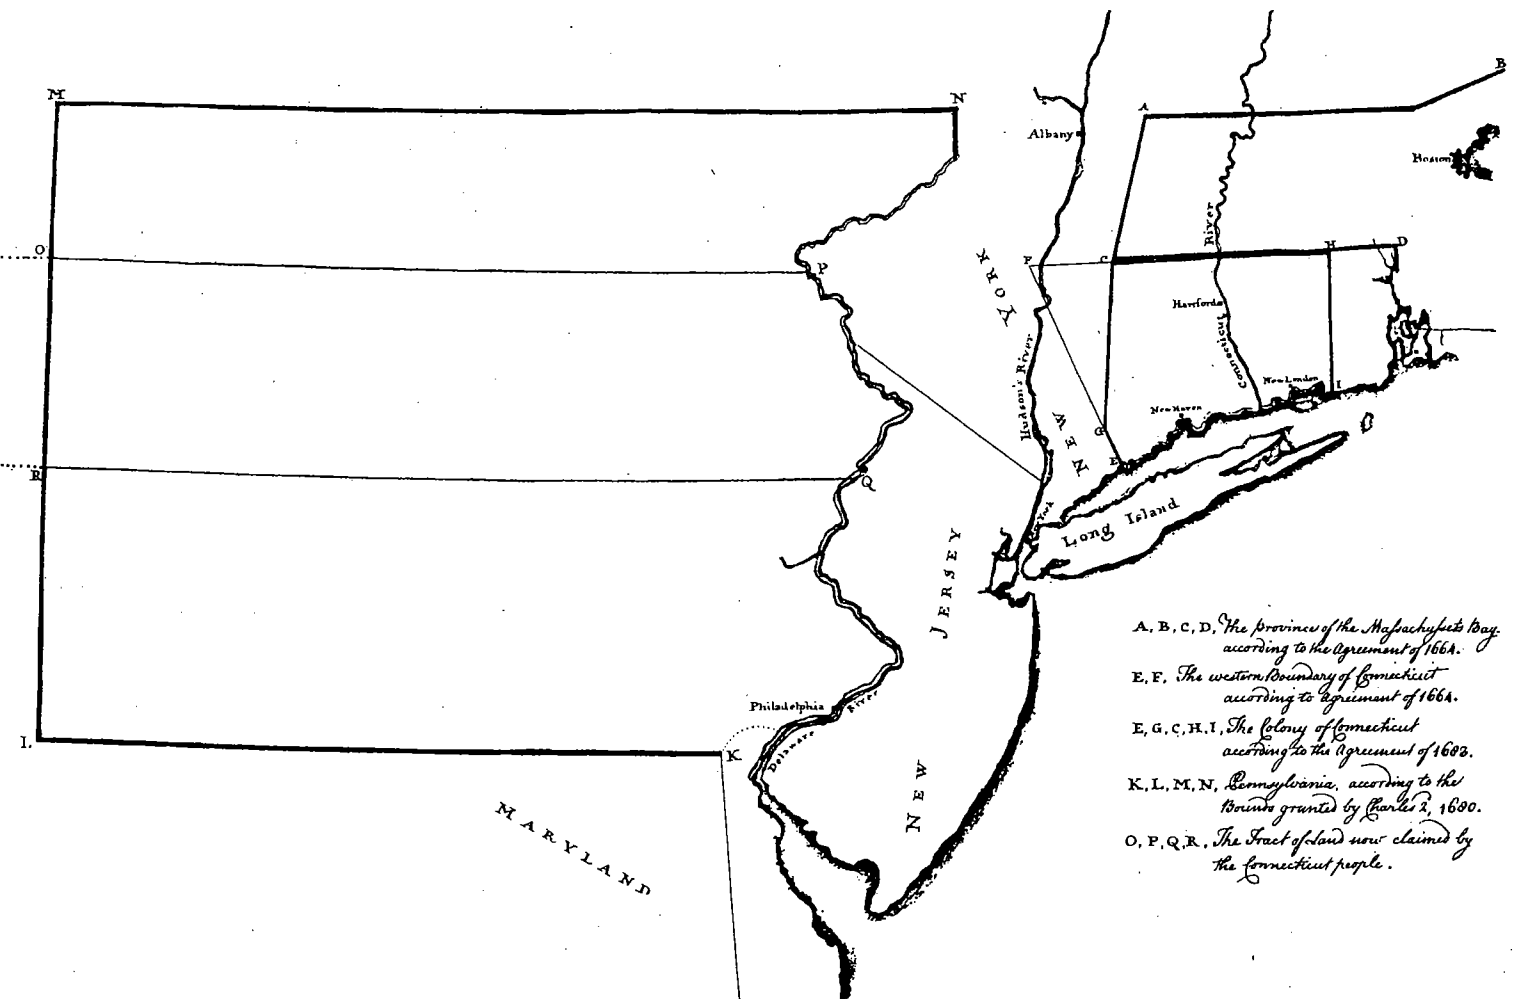 M
N
B
A
Albany
Boston
River
O
P
YORK
F
C
H
D
Hartford
Connecticut
Hudson's River
New London
I
New Haven
NEW
G
E
R
Q
York
Long Island
JERSEY
Philadelphia
River
Delaware
L
K
NEW
MARYLAND
A, B, C, D, The province of the Massachusets Bay
according to the Agreement of 1664.
E, F, The western Boundary of Connecticut
according to Agreement of 1664.
E, G, C, H, I, The Colony of Connecticut
according to the Agreement of 1683.
K, L, M, N, Pennsylvania, according to the
Bounds granted by Charles 2, 1680.
O, P, Q, R, The Tract of Land now claimed by
the Connecticut people.